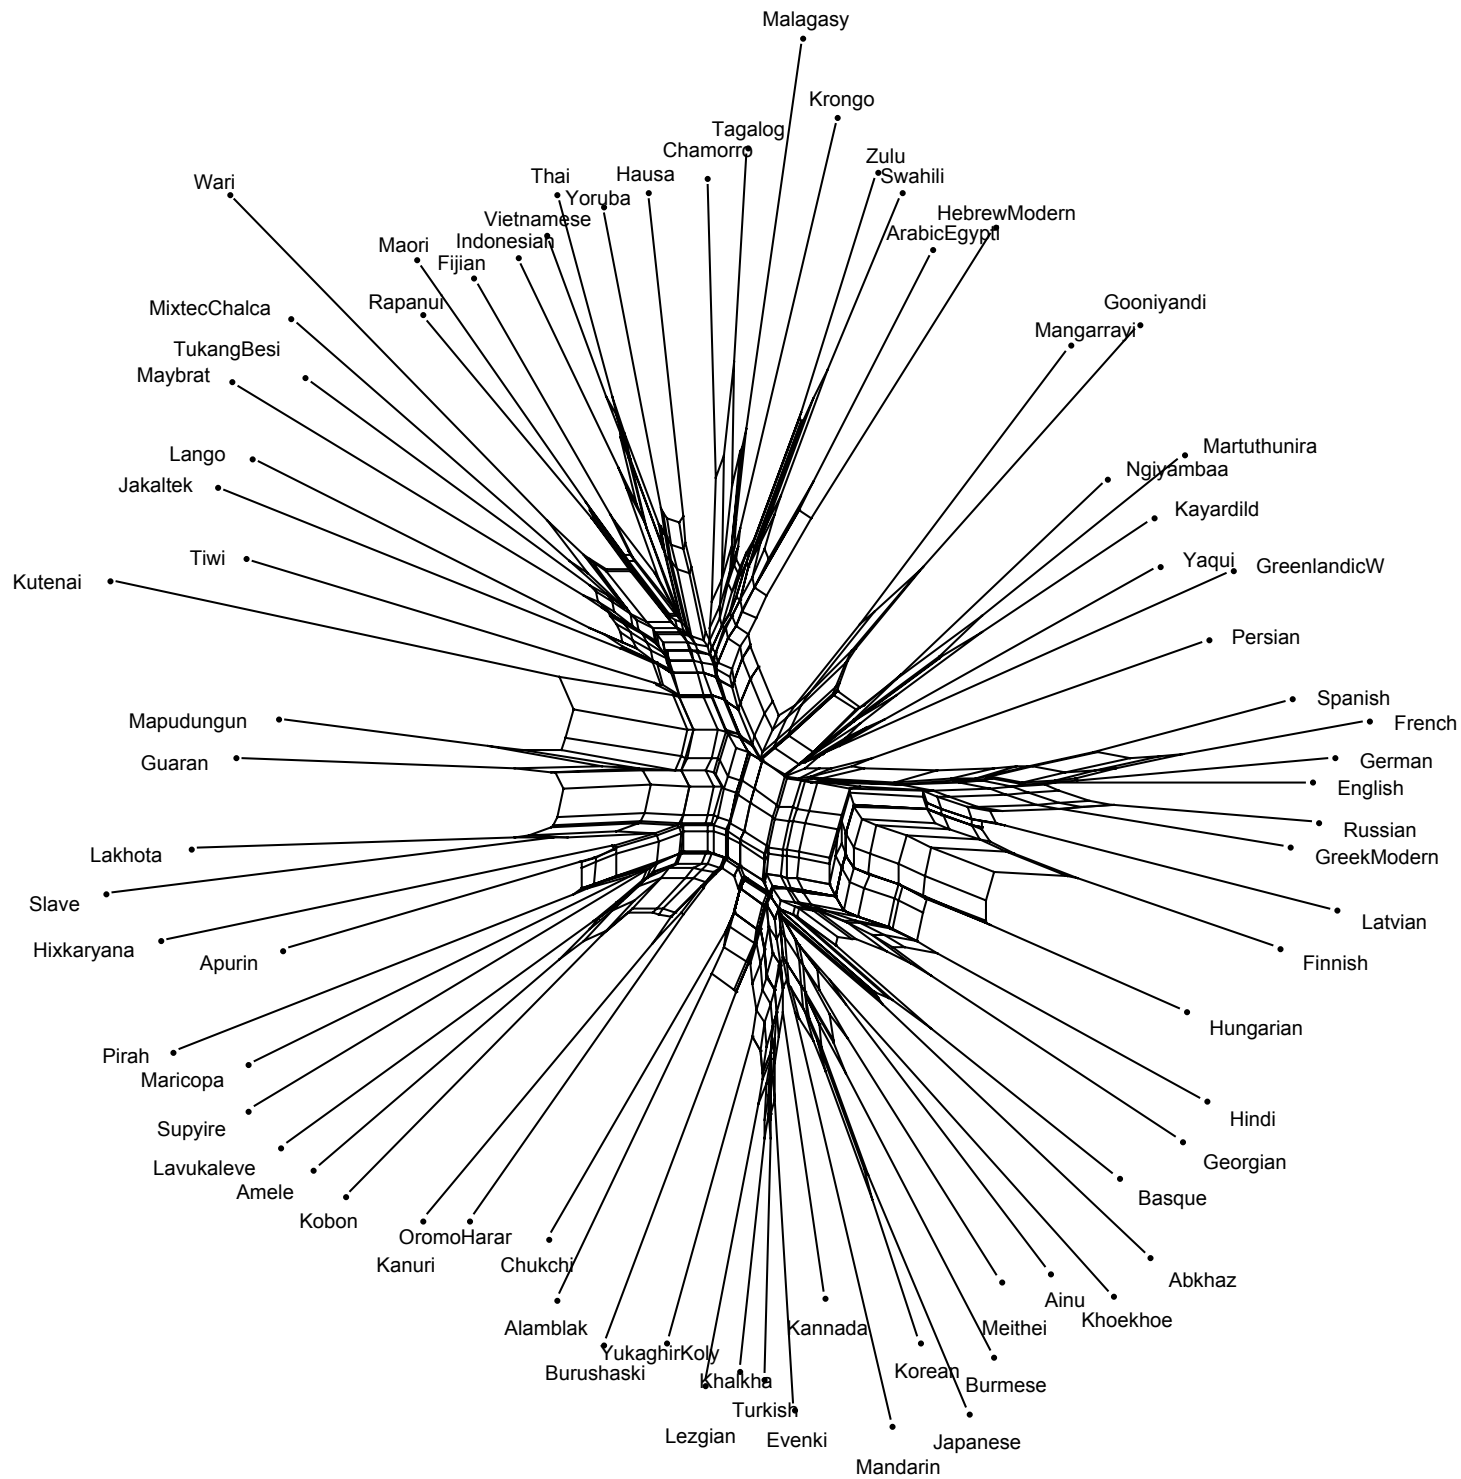 Malagasy
Krongo
Tagalog
Chamorro
Zulu
Swahili
Hausa
Thai
Yoruba
Wari
HebrewModern
ArabicEgypti
Vietnamese
Indonesian
Maori
Fijian
Rapanui
MixtecChalca
TukangBesi
Maybrat
Gooniyandi
Mangarrayi
Lango
Jakaltek
Martuthunira
Ngiyambaa
Kayardild
Tiwi
Yaqui
GreenlandicW
Kutenai
Persian
Spanish
Mapudungun
French
Guaran
German
English
Russian
Lakhota
GreekModern
Slave
Latvian
Hixkaryana
Apurin
Finnish
Hungarian
Pirah
Maricopa
Hindi
Supyire
Georgian
Lavukaleve
Amele
Basque
Kobon
OromoHarar
Kanuri
Chukchi
Abkhaz
Ainu
Khoekhoe
Alamblak
Kannada
Meithei
YukaghirKoly
Burushaski
Khalkha
Korean
Burmese
Turkish
Lezgian
Evenki
Japanese
Mandarin